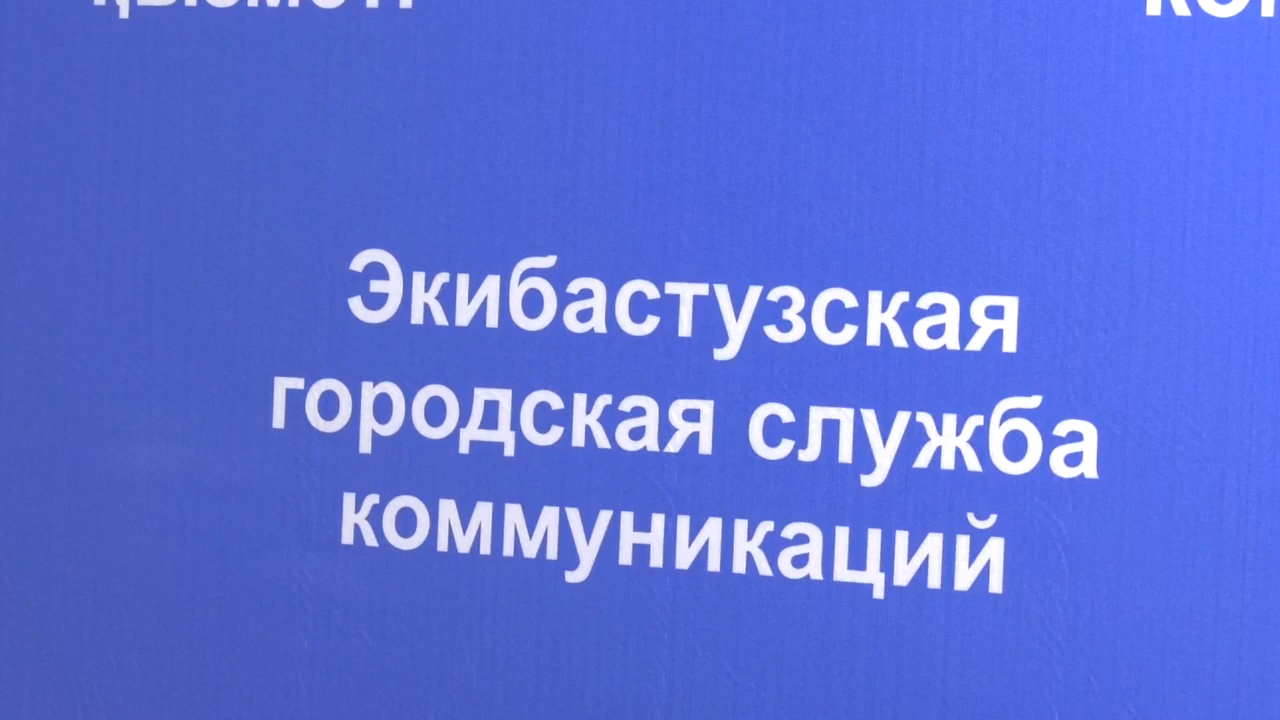 Экибастузская
городская служба
коммуникаций